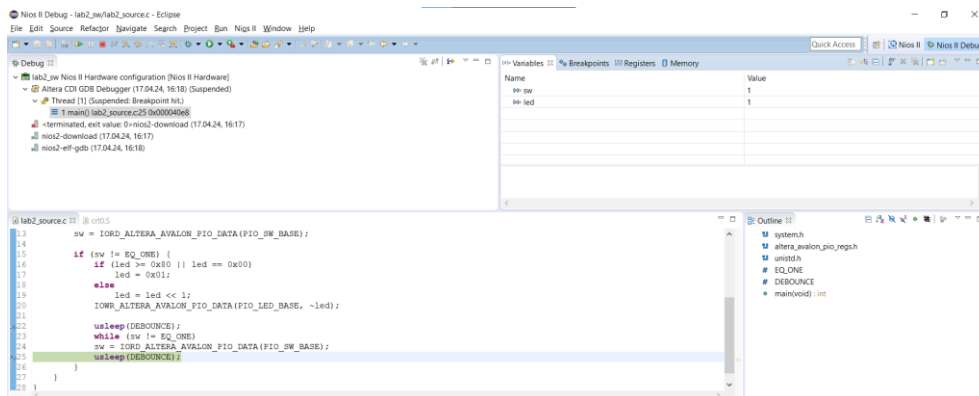 Nios II Debug - lab2_sw/lab2_source.c - Eclipse
File Edit Source Refactor Navigate Search Project Run Nios II Window Help
Quick Access
Nios II
Nios II Debu
Debug
lab2_sw Nios II Hardware configuration [Nios II Hardware]
Altera CDI GDB Debugger (17.04.24, 16:18) (Suspended)
Thread [1] (Suspended: Breakpoint hit.)
1 main() lab2_source.c:25 0x000040e8
<terminated, exit value: 0>nios2-download (17.04.24, 16:17)
nios2-download (17.04.24, 16:17)
nios2-elf-gdb (17.04.24, 16:18)
Variables Breakpoints Registers Memory
Name Value
sw 1
led 1
lab2_source.c crt0.S
13 sw = IORD_ALTERA_AVALON_PIO_DATA(PIO_SW_BASE);
14
15 if (sw != EQ_ONE) {
16 if (led >= 0x80 || led == 0x00)
17 led = 0x01;
18 else
19 led = led << 1;
20 IOWR_ALTERA_AVALON_PIO_DATA(PIO_LED_BASE, ~led);
21
22 usleep(DEBOUNCE);
23 while (sw != EQ_ONE)
24 sw = IORD_ALTERA_AVALON_PIO_DATA(PIO_SW_BASE);
25 usleep(DEBOUNCE);
26 }
27 }
28 }
Outline
system.h
altera_avalon_pio_regs.h
unistd.h
EQ_ONE
DEBOUNCE
main(void) : int